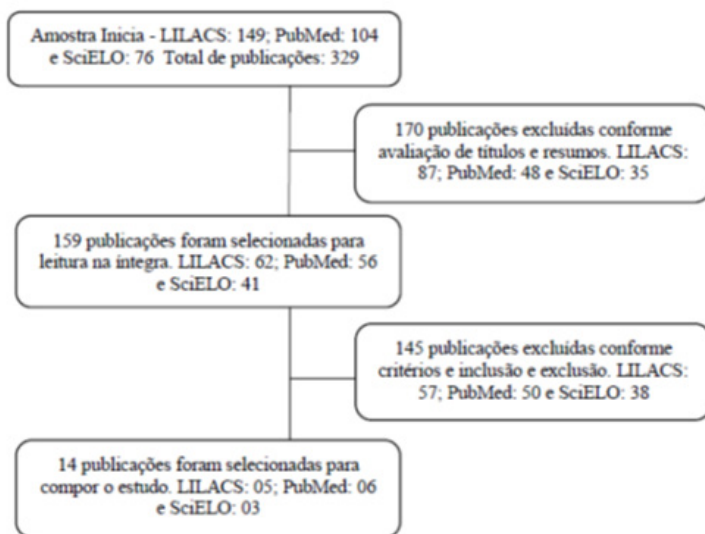 Amostra Inicia - LILACS: 149; PubMed: 104
e SciELO: 76 Total de publicações: 329
170 publicações excluídas conforme
avaliação de títulos e resumos. LILACS:
87; PubMed: 48 e SciELO: 35
159 publicações foram selecionadas para
leitura na íntegra. LILACS: 62; PubMed: 56
e SciELO: 41
145 publicações excluídas conforme
critérios e inclusão e exclusão. LILACS:
57; PubMed: 50 e SciELO: 38
14 publicações foram selecionadas para
compor o estudo. LILACS: 05; PubMed: 06
e SciELO: 03